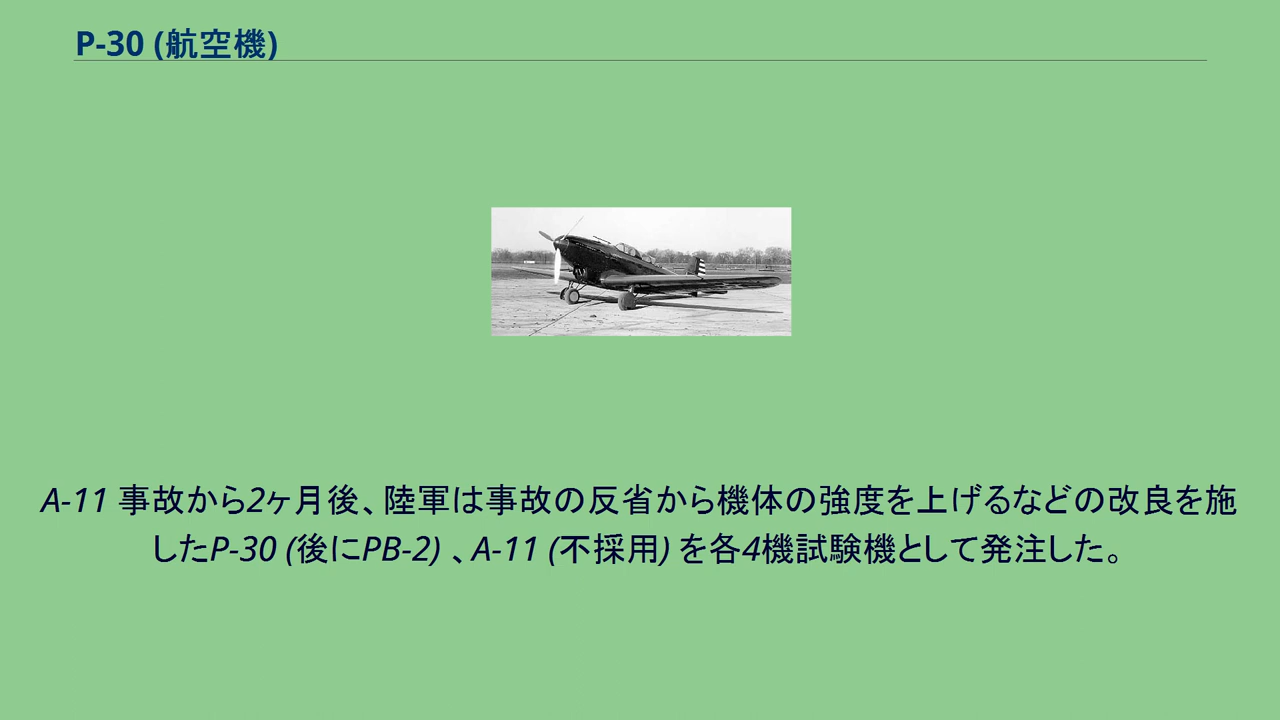 P-30 (航空機)
A-11 事故から2ヶ月後、陸軍は事故の反省から機体の強度を上げるなどの改良を施
したP-30 (後にPB-2) 、A-11 (不採用) を各4機試験機として発注した。